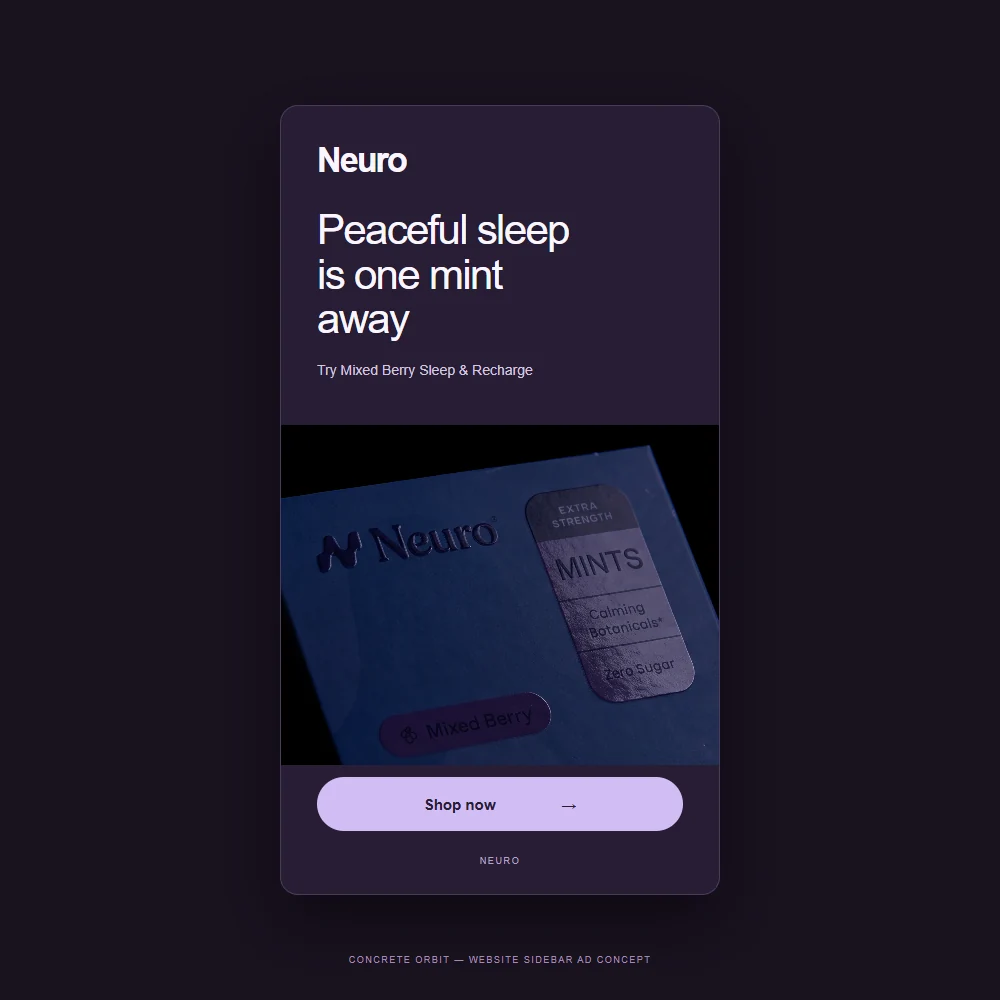 Neuro
Peaceful sleep
is one mint
away
Try Mixed Berry Sleep & Recharge
Neuro
EXTRA
STRENGTH
MINTS
Calming
Botanicals*
Zero Sugar
Mixed Berry
Shop now →
NEURO
CONCRETE ORBIT — WEBSITE SIDEBAR AD CONCEPT